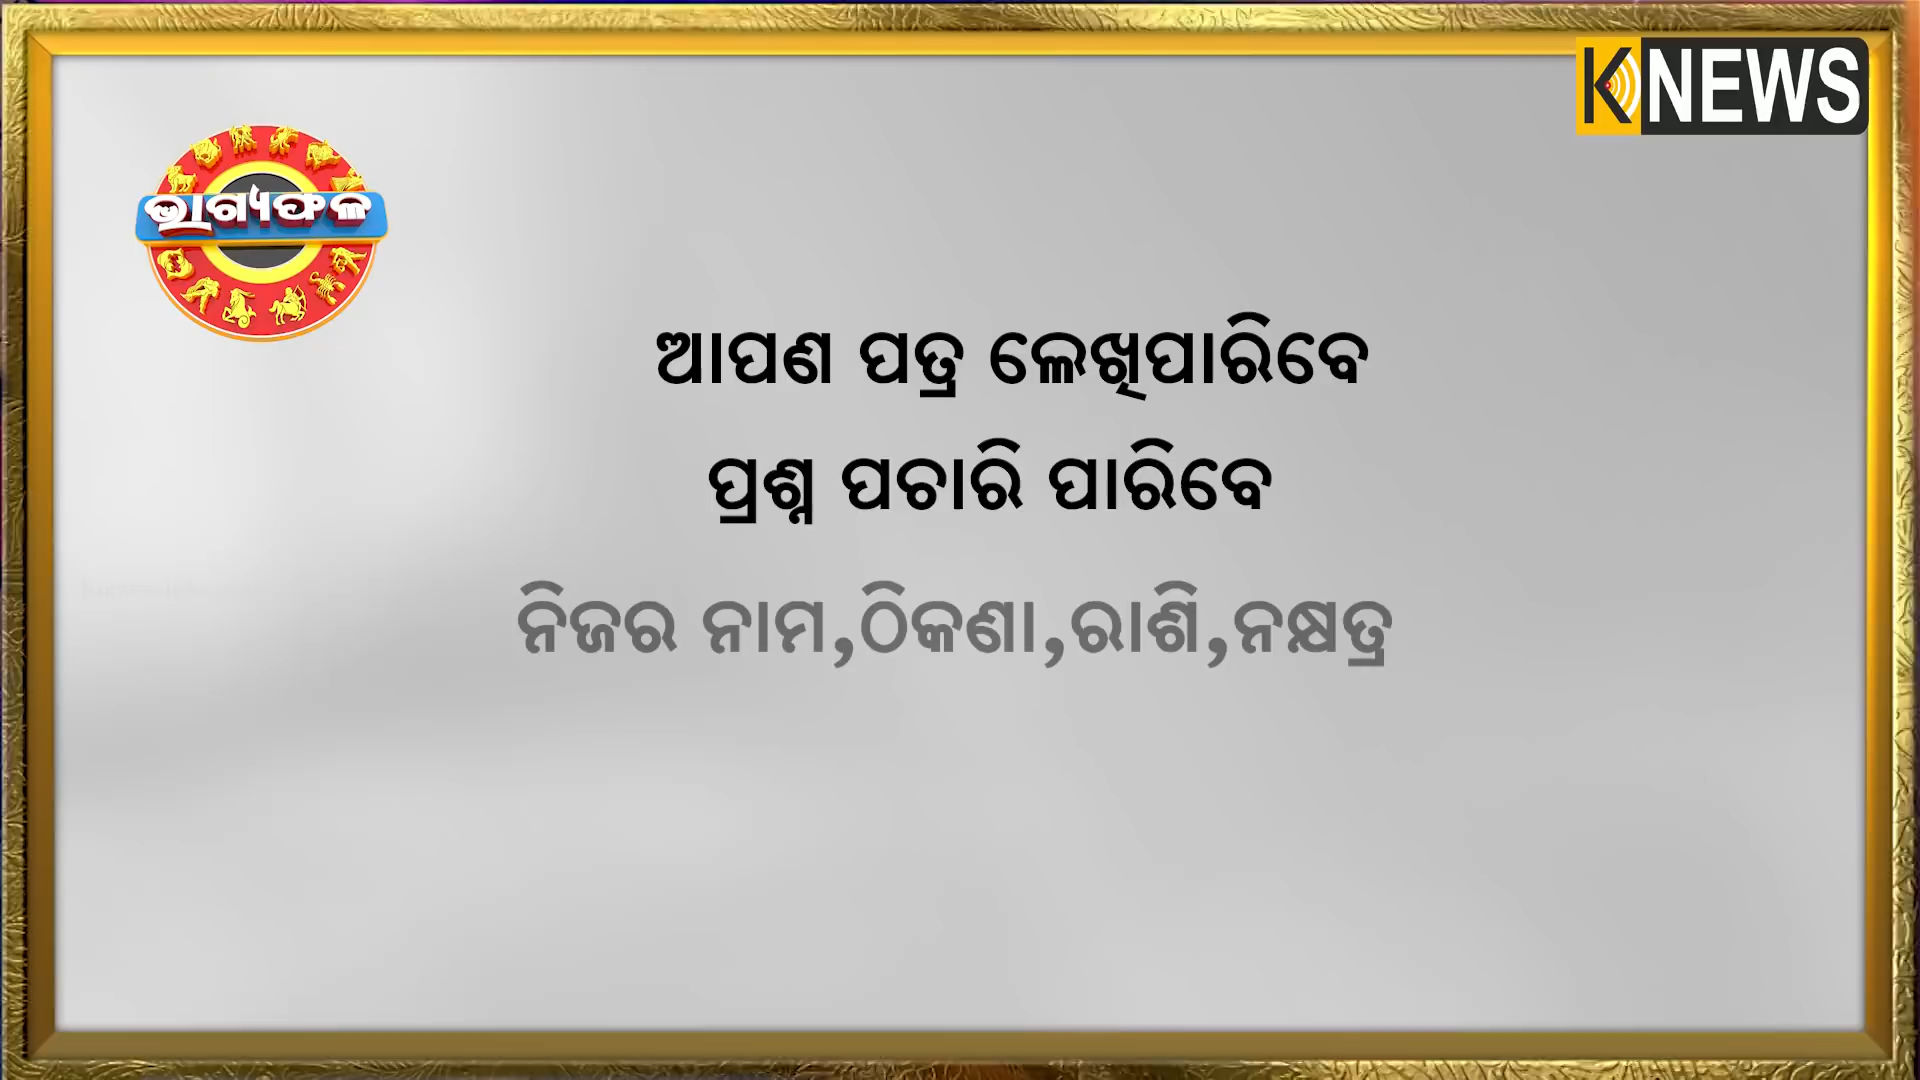 KNEWS
ଭାଗ୍ୟଫଳ
ଆପଣ ପତ୍ର ଲେଖିପାରିବେ
ପ୍ରଶ୍ନ ପଚାରି ପାରିବେ
ନିଜର ନାମ,ଠିକଣା,ରାଶି,ନକ୍ଷତ୍ର